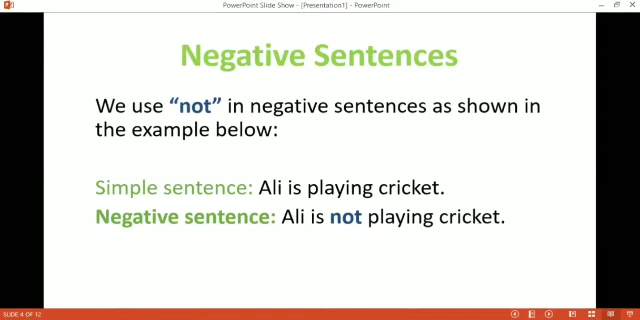 PowerPoint Slide Show - [Presentation1] - PowerPoint
Negative Sentences
We use “not” in negative sentences as shown in
the example below:
Simple sentence: Ali is playing cricket.
Negative sentence: Ali is not playing cricket.
SLIDE 4 OF 12